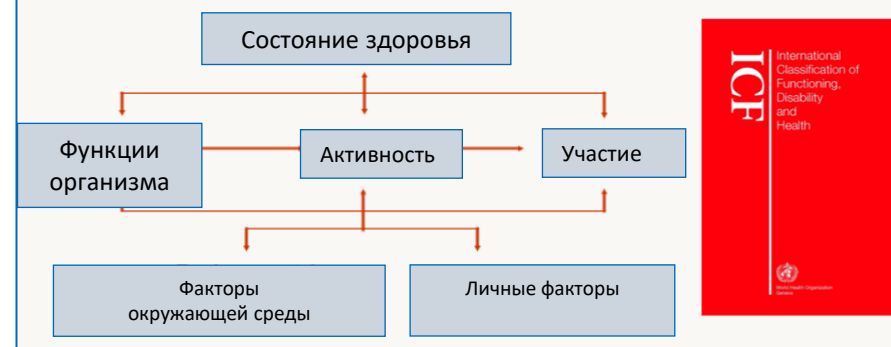 Состояние здоровья
Функции
организма
Активность
Участие
Факторы
окружающей среды
Личные факторы
ICF
International
Classification of
Functioning,
Disability
and
Health
World Health Organization
Geneva